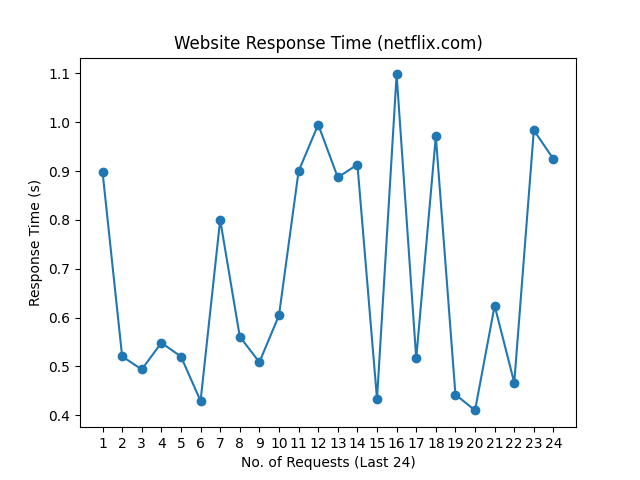 Website Response Time (netflix.com)
Response Time (s)
1.1
1.0
0.9
0.8
0.7
0.6
0.5
0.4
1 2 3 4 5 6 7 8 9 10 11 12 13 14 15 16 17 18 19 20 21 22 23 24
No. of Requests (Last 24)